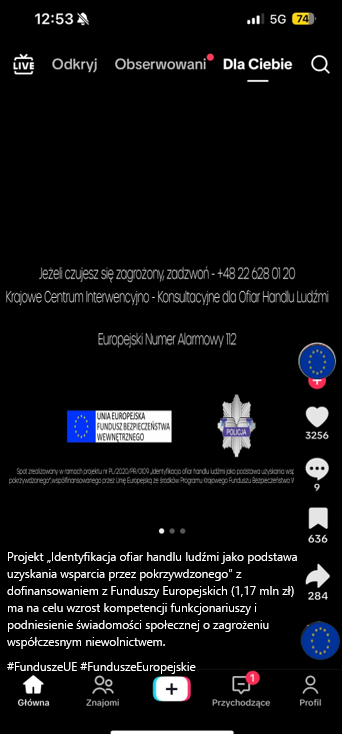 12:53
5G 74
LIVE Odkryj Obserwowani Dla Ciebie
Jeżeli czujesz się zagrożony, zadzwoń - +48 22 628 01 20
Krajowe Centrum Interwencyjno - Konsultacyjne dla Ofiar Handlu Ludźmi
Europejski Numer Alarmowy 112
UNIA EUROPEJSKA
FUNDUSZ BEZPIECZEŃSTWA
WEWNĘTRZNEGO
POLICJA
3256
9
Spot zrealizowany w ramach projektu nr PL/2020/PR/0109 „Identyfikacja ofiar handlu ludźmi jako podstawa uzyskania wsp
pokrzywdzonego”, współfinansowanego przez Unię Europejską ze środków Programu Krajowego Funduszu Bezpieczeństwa W
636
284
Projekt „Identyfikacja ofiar handlu ludźmi jako podstawa
uzyskania wsparcia przez pokrzywdzonego" z
dofinansowaniem z Funduszy Europejskich (1,17 mln zł)
ma na celu wzrost kompetencji funkcjonariuszy i
podniesienie świadomości społecznej o zagrożeniu
współczesnym niewolnictwem.
#FunduszeUE #FunduszeEuropejskie
1
Główna Znajomi Przychodzące Profil